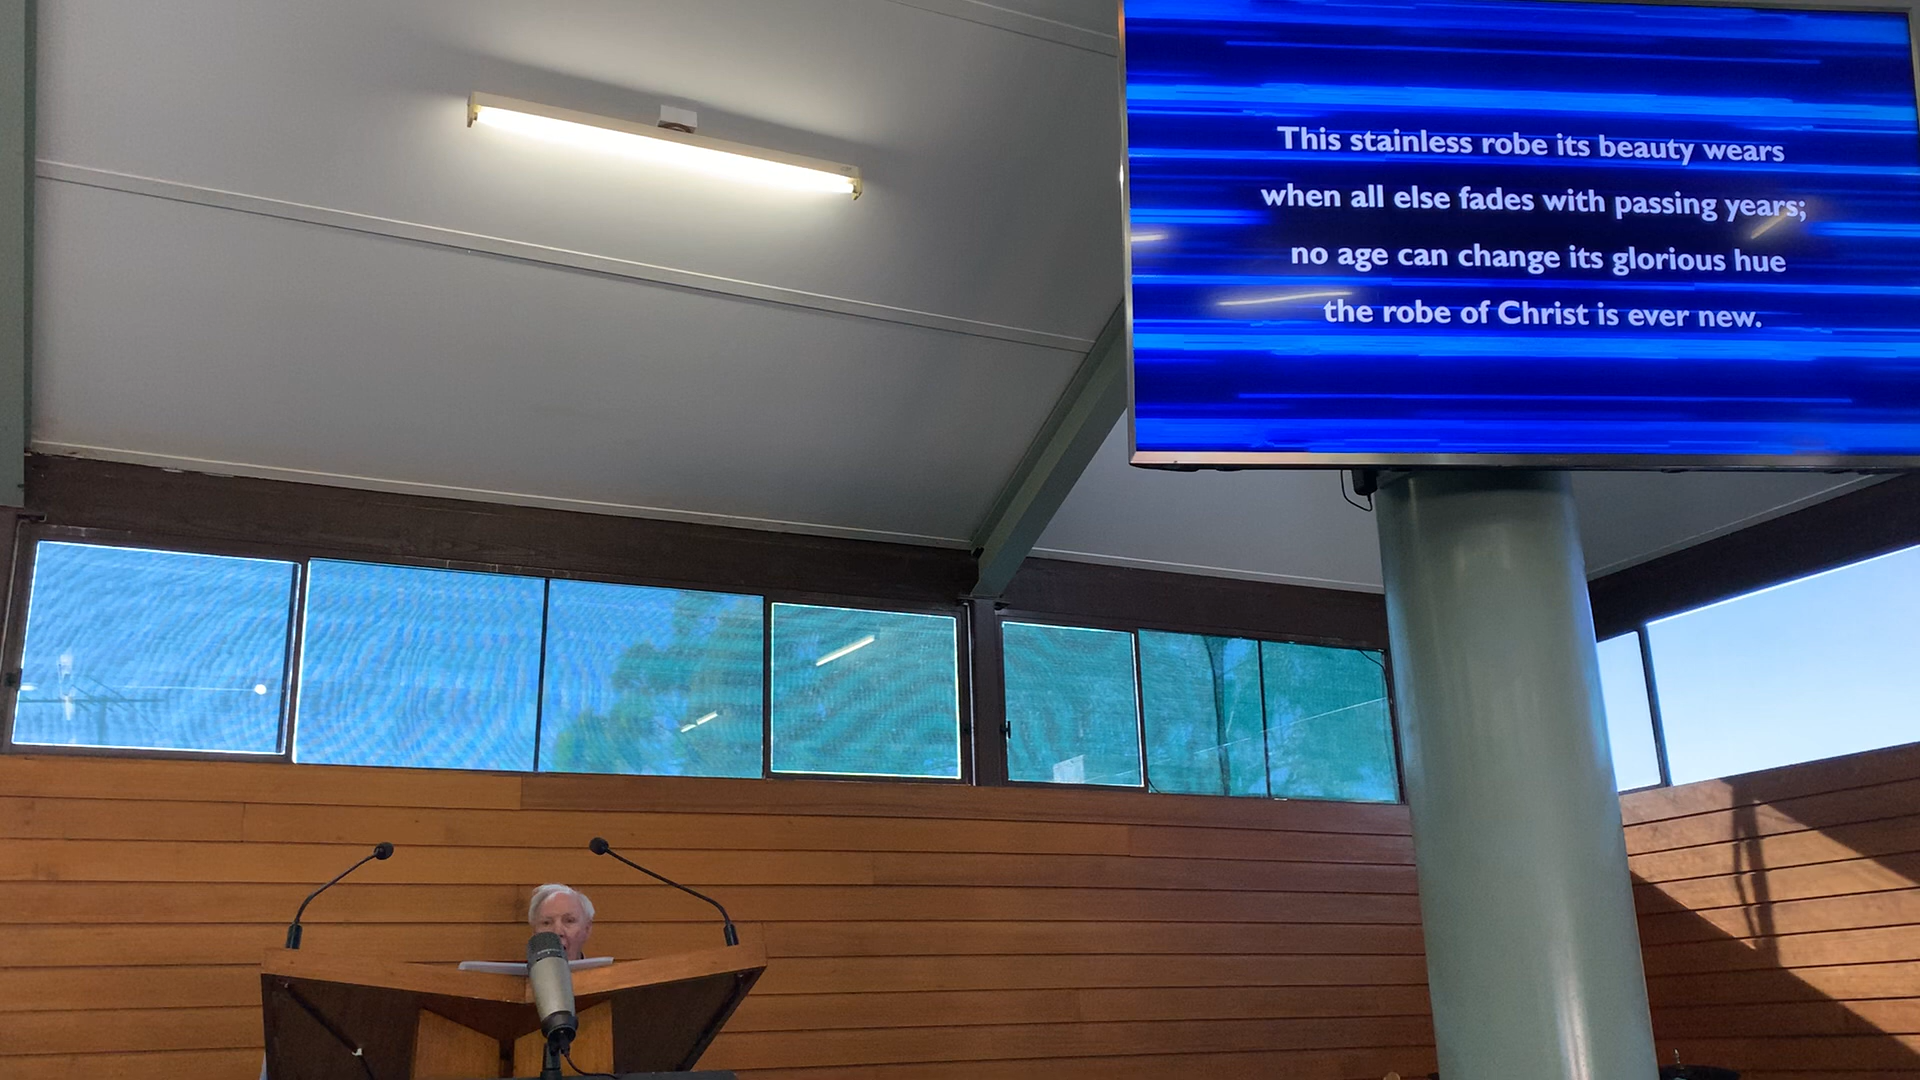 This stainless robe its beauty wears
when all else fades with passing years;
no age can change its glorious hue
the robe of Christ is ever new.